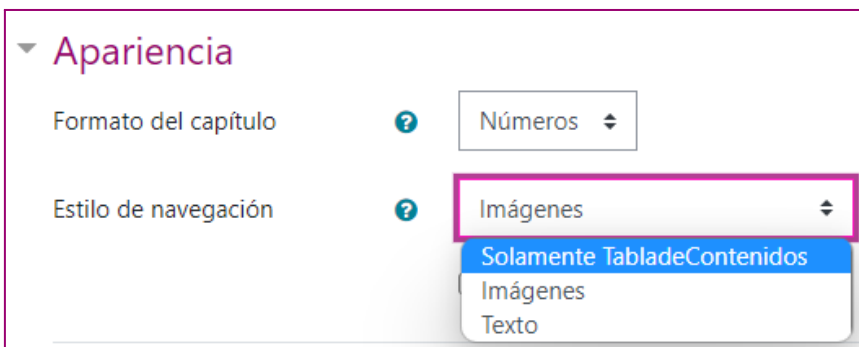 Apariencia
Formato del capítulo
Números
Estilo de navegación
Imágenes
Solamente TabladeContenidos
Imágenes
Texto